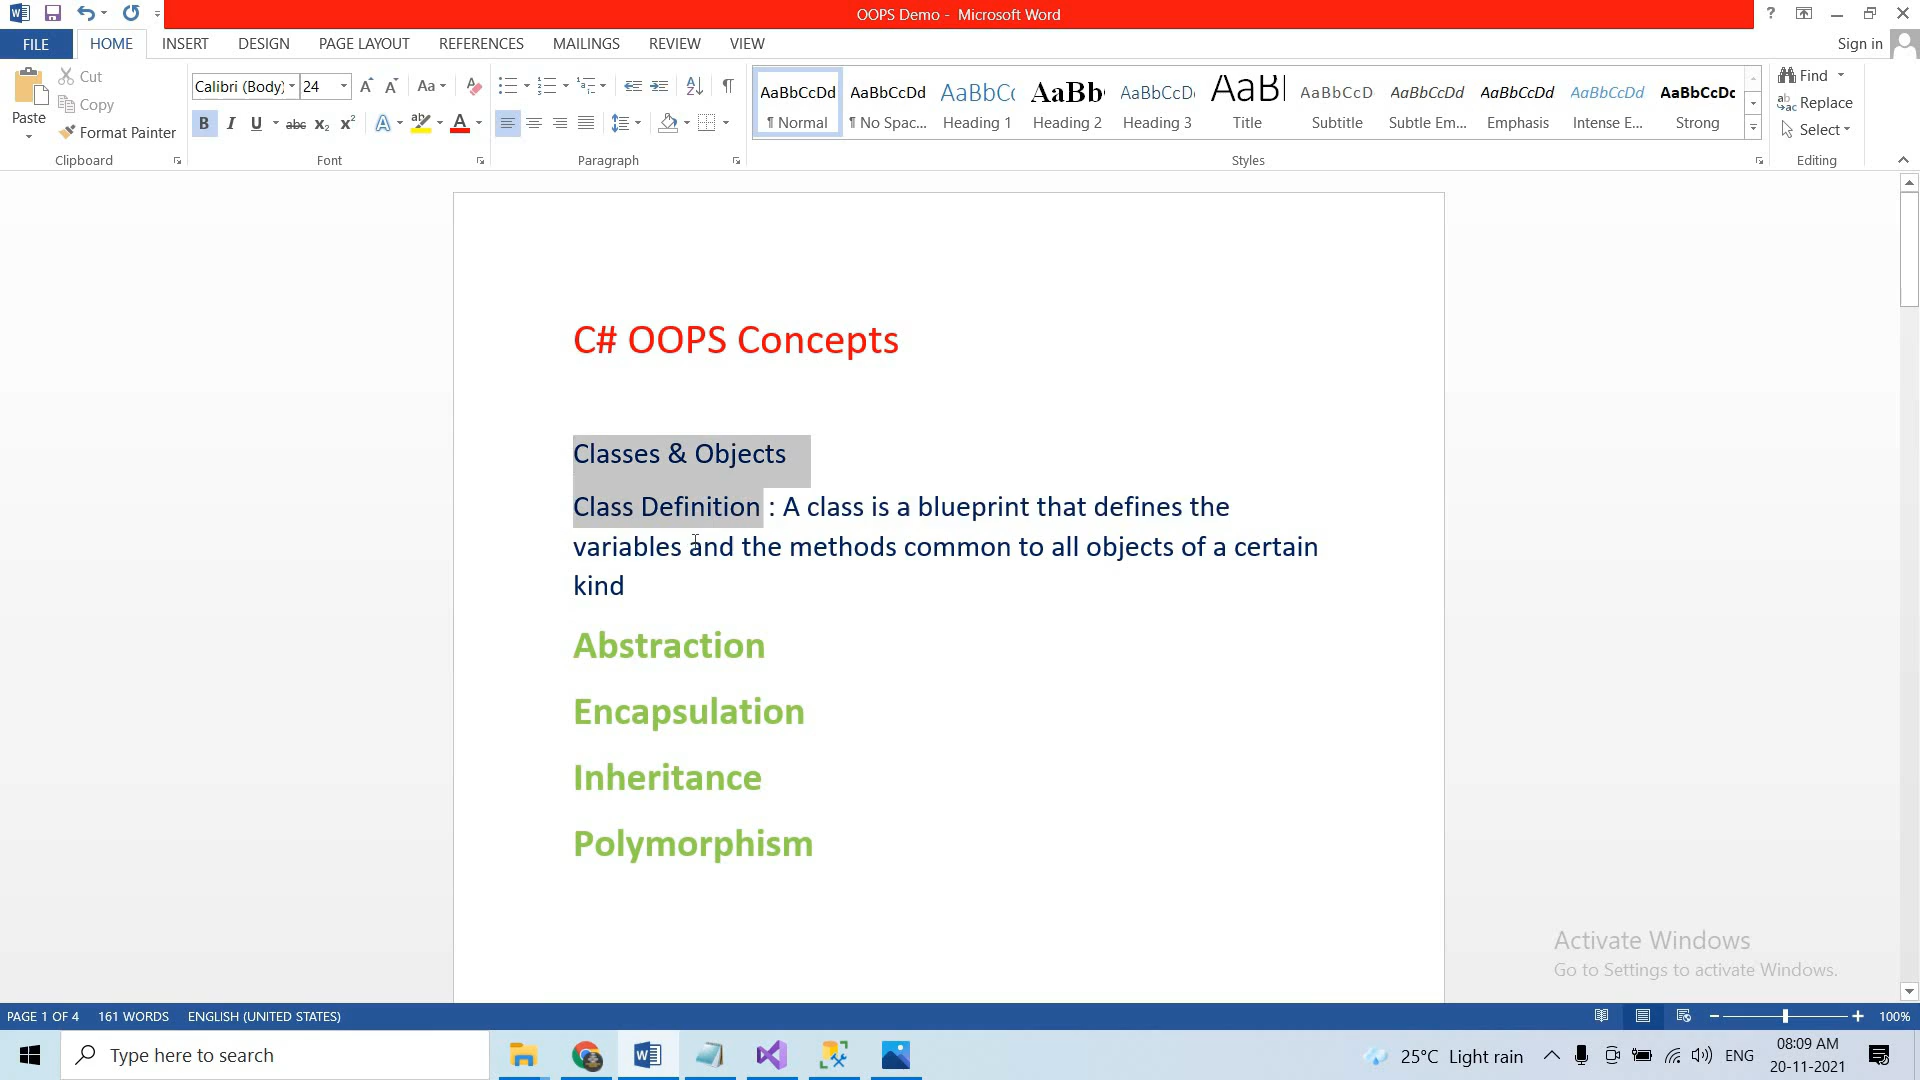 OOPS Demo - Microsoft Word
FILE HOME INSERT DESIGN PAGE LAYOUT REFERENCES MAILINGS REVIEW VIEW Sign in
Paste
Cut
Copy
Format Painter
Clipboard
Calibri (Body) 24
Font
Paragraph
AaBbCcDd AaBbCcDd AaBbCc AaBb AaBbCcD AaB AaBbCcD AaBbCcDd AaBbCcDd AaBbCcDd AaBbCcDc
¶ Normal ¶ No Spac... Heading 1 Heading 2 Heading 3 Title Subtitle Subtle Em... Emphasis Intense E... Strong
Styles
Find
Replace
Select
Editing
C# OOPS Concepts
Classes & Objects
Class Definition : A class is a blueprint that defines the
variables and the methods common to all objects of a certain
kind
Abstraction
Encapsulation
Inheritance
Polymorphism
Activate Windows
Go to Settings to activate Windows.
PAGE 1 OF 4 161 WORDS ENGLISH (UNITED STATES) 100%
Type here to search
25°C Light rain
ENG
08:09 AM
20-11-2021